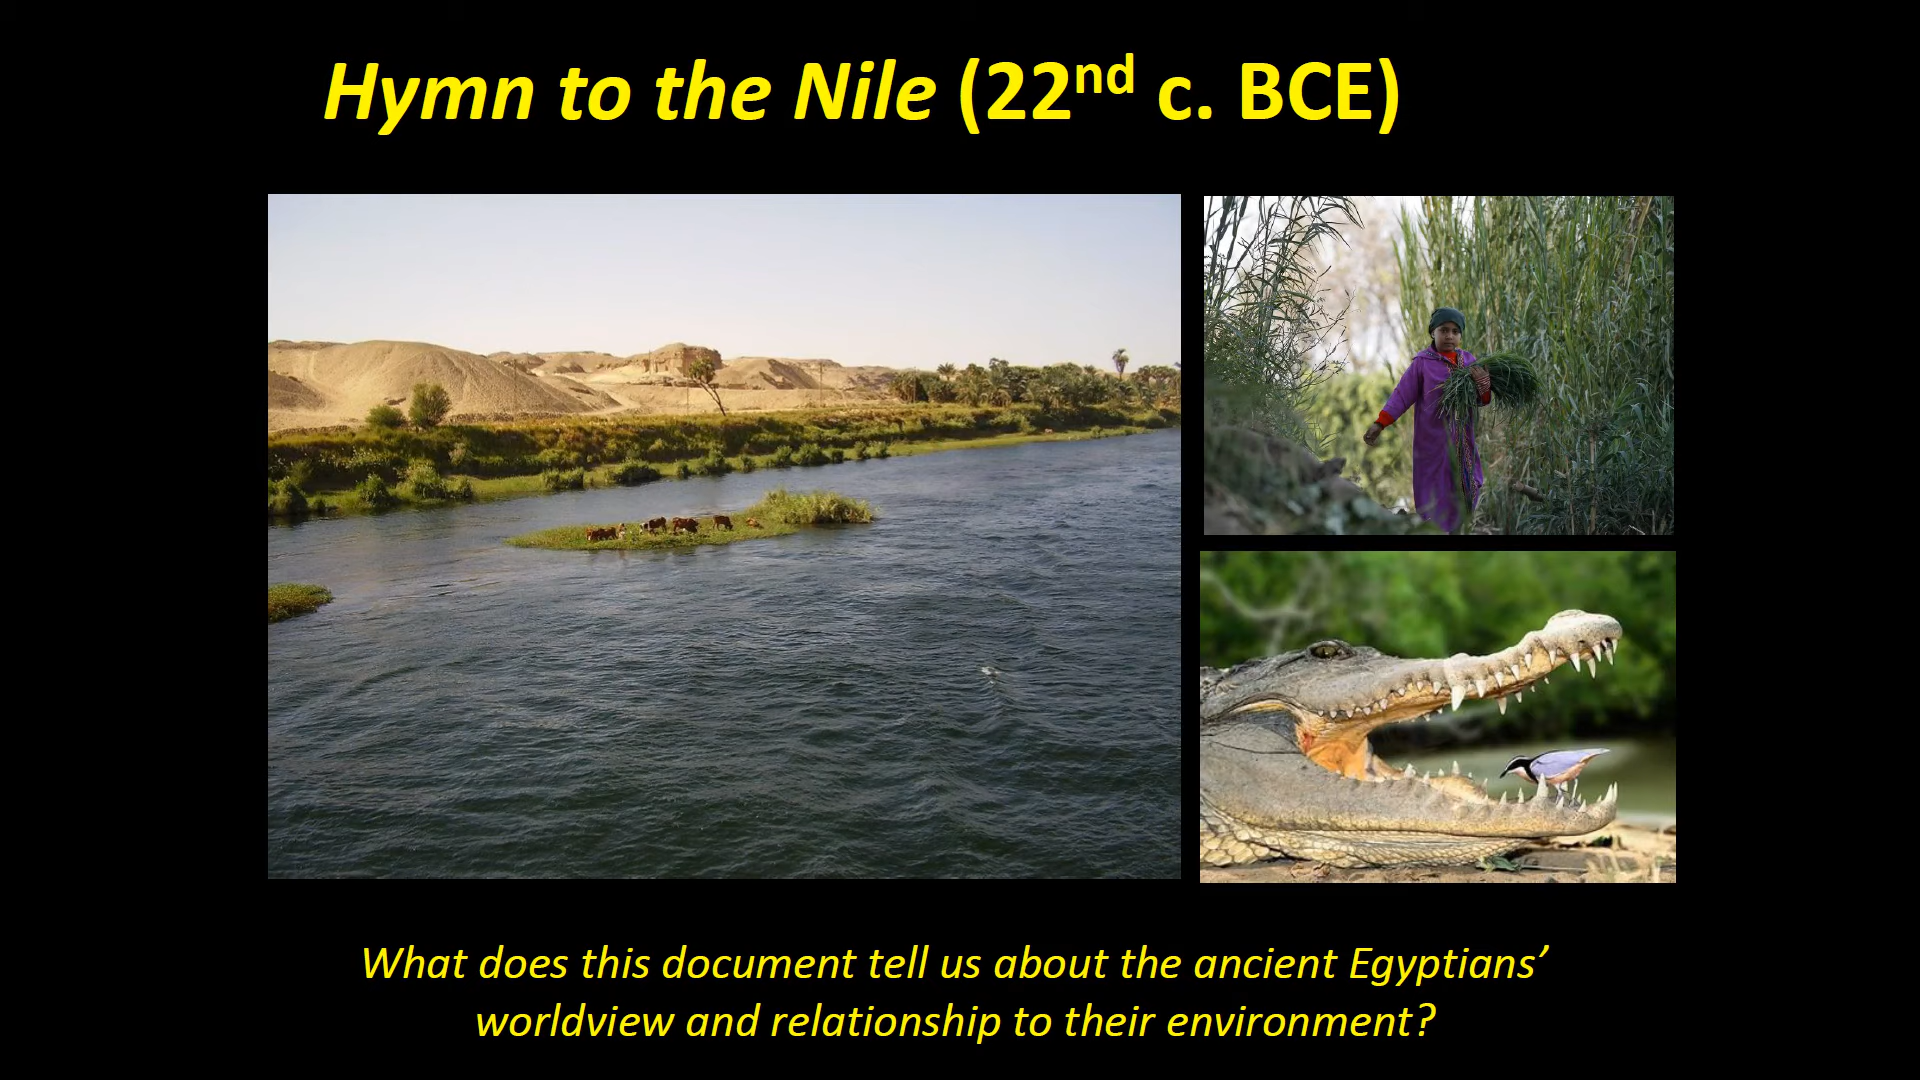 Hymn to the Nile (22nd c. BCE)
What does this document tell us about the ancient Egyptians’
worldview and relationship to their environment?